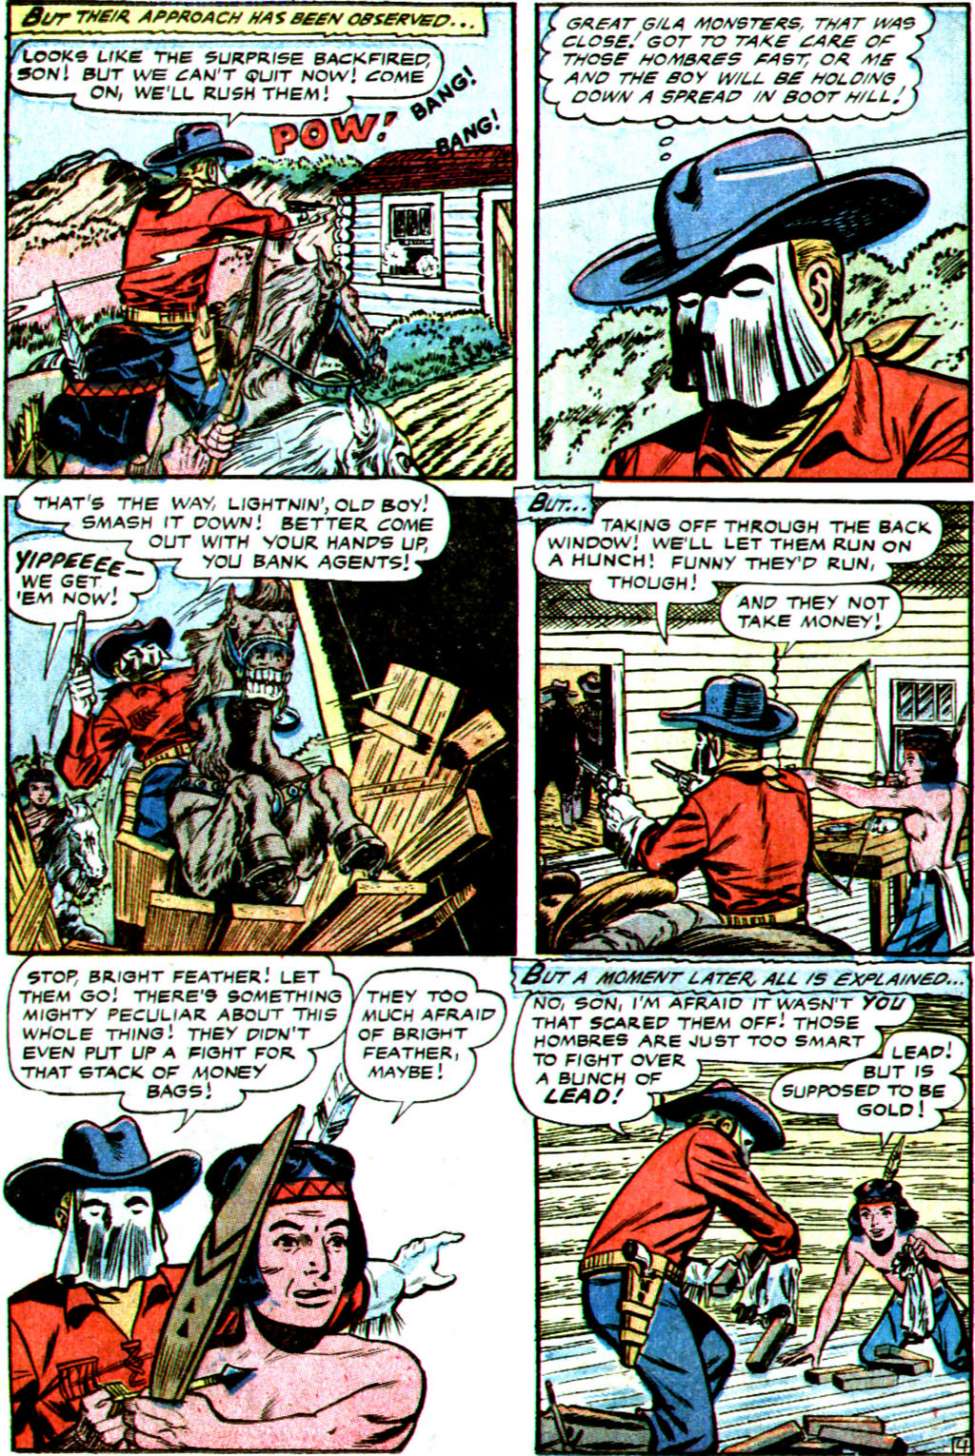 BUT THEIR APPROACH HAS BEEN OBSERVED...
LOOKS LIKE THE SURPRISE BACKFIRED,
SON! BUT WE CAN'T QUIT NOW! COME
ON, WE'LL RUSH THEM!
POW!
BANG!
BANG!
GREAT GILA MONSTERS, THAT WAS
CLOSE! GOT TO TAKE CARE OF
THOSE HOMBRES FAST, OR ME
AND THE BOY WILL BE HOLDING
DOWN A SPREAD IN BOOT HILL!
THAT'S THE WAY, LIGHTNIN', OLD BOY!
SMASH IT DOWN! BETTER COME
OUT WITH YOUR HANDS UP,
YOU BANK AGENTS!
YIPPEEEE—
WE GET
'EM NOW!
BUT...
TAKING OFF THROUGH THE BACK
WINDOW! WE'LL LET THEM RUN ON
A HUNCH! FUNNY THEY'D RUN,
THOUGH!
AND THEY NOT
TAKE MONEY!
STOP, BRIGHT FEATHER! LET
THEM GO! THERE'S SOMETHING
MIGHTY PECULIAR ABOUT THIS
WHOLE THING! THEY DIDN'T
EVEN PUT UP A FIGHT FOR
THAT STACK OF MONEY
BAGS!
THEY TOO
MUCH AFRAID
OF BRIGHT
FEATHER,
MAYBE!
BUT A MOMENT LATER, ALL IS EXPLAINED...
NO, SON, I'M AFRAID IT WASN'T YOU
THAT SCARED THEM OFF! THOSE
HOMBRES ARE JUST TOO SMART
TO FIGHT OVER
A BUNCH OF
LEAD!
LEAD!
BUT IS
SUPPOSED TO BE
GOLD!